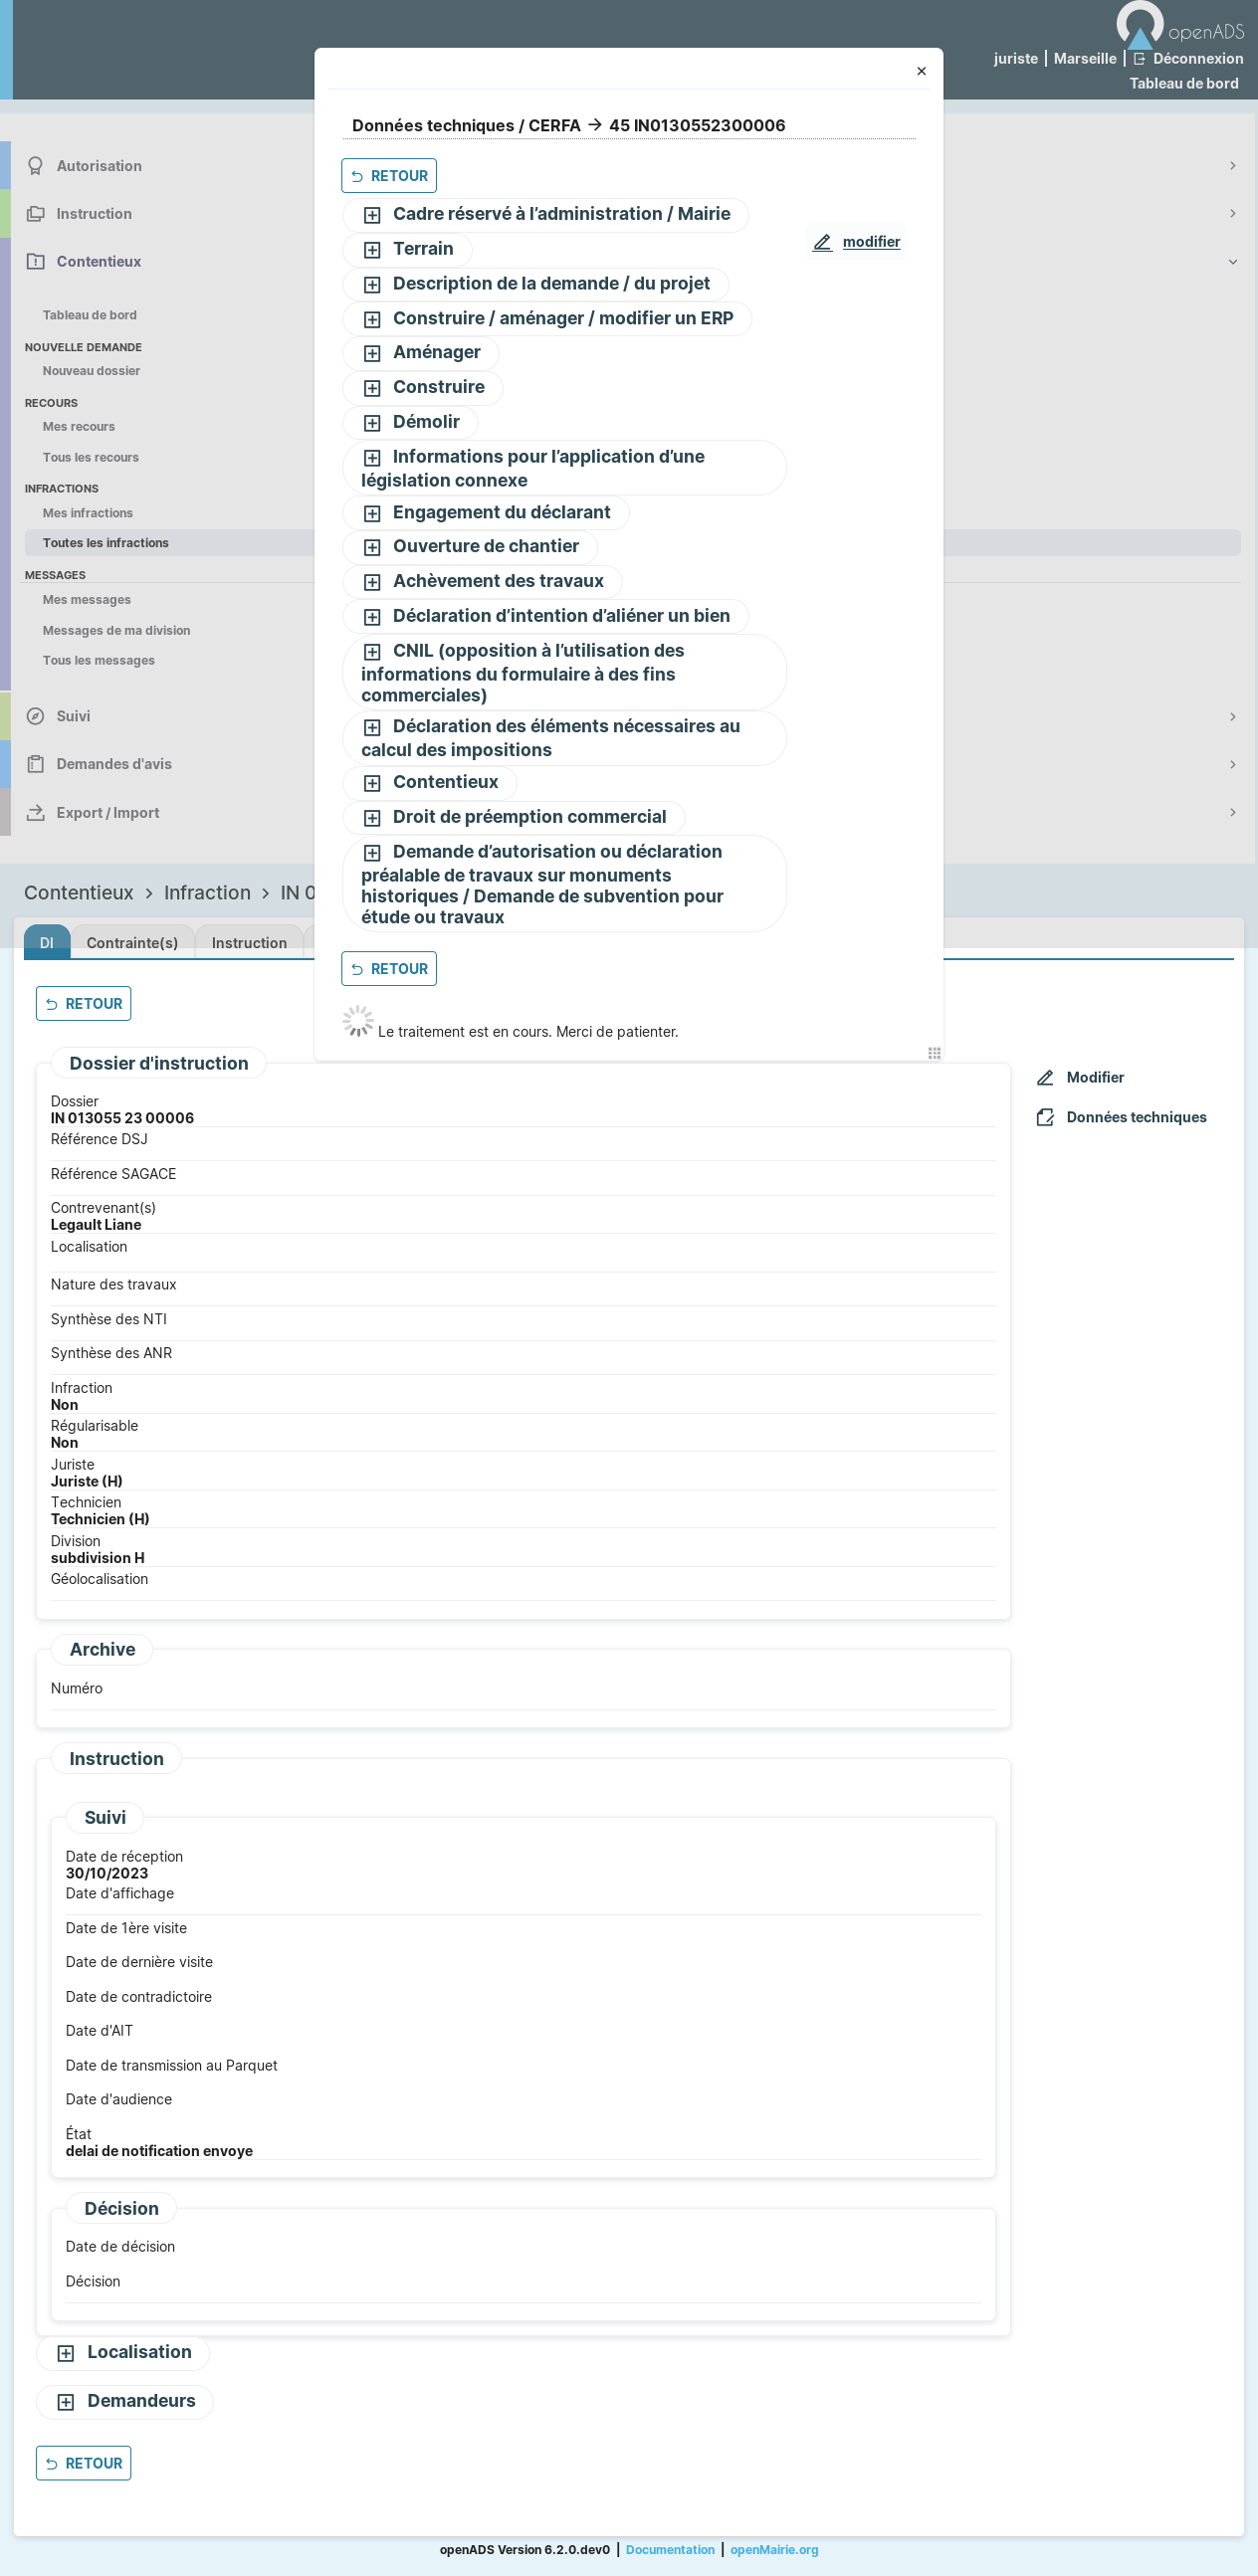 openADS
juriste | Marseille | Déconnexion
Tableau de bord
Autorisation
Instruction
Contentieux
Tableau de bord
NOUVELLE DEMANDE
Nouveau dossier
RECOURS
Mes recours
Tous les recours
INFRACTIONS
Mes infractions
Toutes les infractions
MESSAGES
Mes messages
Messages de ma division
Tous les messages
Suivi
Demandes d'avis
Export / Import
×
Données techniques / CERFA → 45 IN0130552300006
RETOUR
modifier
Cadre réservé à l’administration / Mairie
Terrain
Description de la demande / du projet
Construire / aménager / modifier un ERP
Aménager
Construire
Démolir
Informations pour l’application d’une
législation connexe
Engagement du déclarant
Ouverture de chantier
Achèvement des travaux
Déclaration d’intention d’aliéner un bien
CNIL (opposition à l’utilisation des
informations du formulaire à des fins
commerciales)
Déclaration des éléments nécessaires au
calcul des impositions
Contentieux
Droit de préemption commercial
Demande d’autorisation ou déclaration
préalable de travaux sur monuments
historiques / Demande de subvention pour
étude ou travaux
RETOUR
Le traitement est en cours. Merci de patienter.
Contentieux > Infraction > IN 0
DI
Contrainte(s)
Instruction
RETOUR
Dossier d'instruction
Modifier
Données techniques
Dossier
IN 013055 23 00006
Référence DSJ
Référence SAGACE
Contrevenant(s)
Legault Liane
Localisation
Nature des travaux
Synthèse des NTI
Synthèse des ANR
Infraction
Non
Régularisable
Non
Juriste
Juriste (H)
Technicien
Technicien (H)
Division
subdivision H
Géolocalisation
Archive
Numéro
Instruction
Suivi
Date de réception
30/10/2023
Date d'affichage
Date de 1ère visite
Date de dernière visite
Date de contradictoire
Date d'AIT
Date de transmission au Parquet
Date d'audience
État
delai de notification envoye
Décision
Date de décision
Décision
Localisation
Demandeurs
RETOUR
openADS Version 6.2.0.dev0 | Documentation | openMairie.org